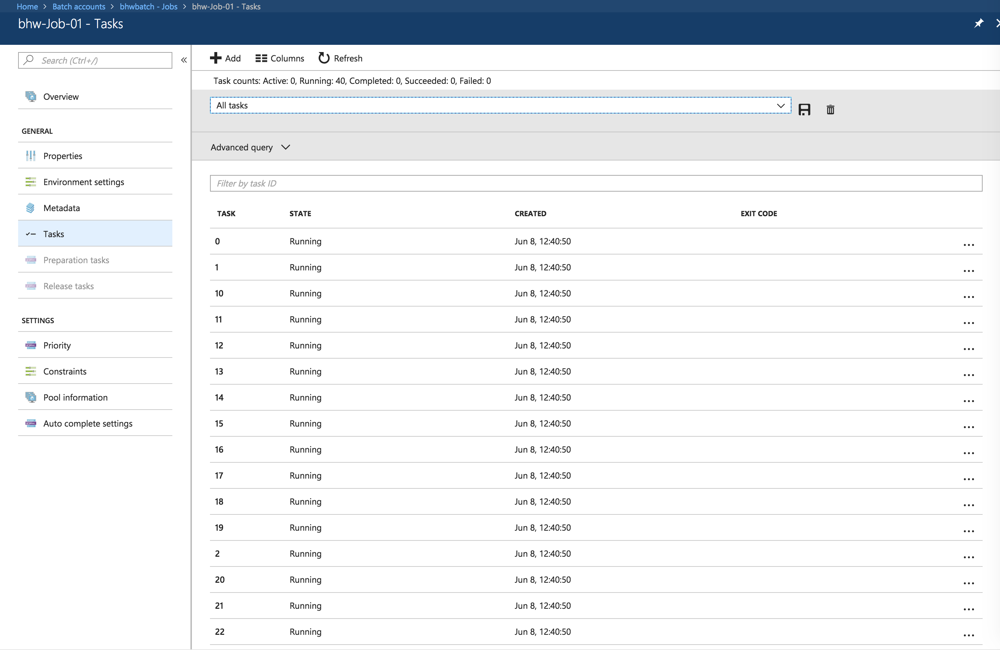 Home > Batch accounts > bhwbatch - Jobs > bhw-Job-01 - Tasks
bhw-Job-01 - Tasks
Search (Ctrl+/)
«
Overview
GENERAL
Properties
Environment settings
Metadata
Tasks
Preparation tasks
Release tasks
SETTINGS
Priority
Constraints
Pool information
Auto complete settings
Add Columns Refresh
Task counts: Active: 0, Running: 40, Completed: 0, Succeeded: 0, Failed: 0
All tasks
Advanced query
Filter by task ID
TASK STATE CREATED EXIT CODE
0 Running Jun 8, 12:40:50 ...
1 Running Jun 8, 12:40:50 ...
10 Running Jun 8, 12:40:50 ...
11 Running Jun 8, 12:40:50 ...
12 Running Jun 8, 12:40:50 ...
13 Running Jun 8, 12:40:50 ...
14 Running Jun 8, 12:40:50 ...
15 Running Jun 8, 12:40:50 ...
16 Running Jun 8, 12:40:50 ...
17 Running Jun 8, 12:40:50 ...
18 Running Jun 8, 12:40:50 ...
19 Running Jun 8, 12:40:50 ...
2 Running Jun 8, 12:40:50 ...
20 Running Jun 8, 12:40:50 ...
21 Running Jun 8, 12:40:50 ...
22 Running Jun 8, 12:40:50 ...